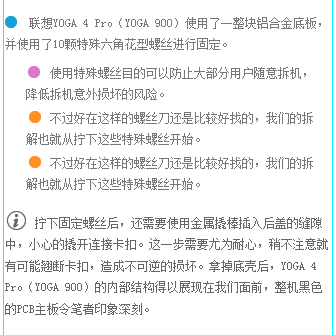 联想YOGA 4 Pro（YOGA 900）使用了一整块铝合金底板，
并使用了10颗特殊六角花型螺丝进行固定。
使用特殊螺丝目的可以防止大部分用户随意拆机，
降低拆机意外损坏的风险。
不过好在这样的螺丝刀还是比较好找的，我们的拆
解也就从拧下这些特殊螺丝开始。
不过好在这样的螺丝刀还是比较好找的，我们的拆
解也就从拧下这些特殊螺丝开始。
拧下固定螺丝后，还需要使用金属撬棒插入后盖的缝隙
中，小心的撬开连接卡扣。这一步需要尤为耐心，稍不注意就
有可能翘断卡扣，造成不可逆的损坏。拿掉底壳后，YOGA 4
Pro（YOGA 900）的内部结构得以展现在我们面前，整机黑色
的PCB主板令笔者印象深刻。